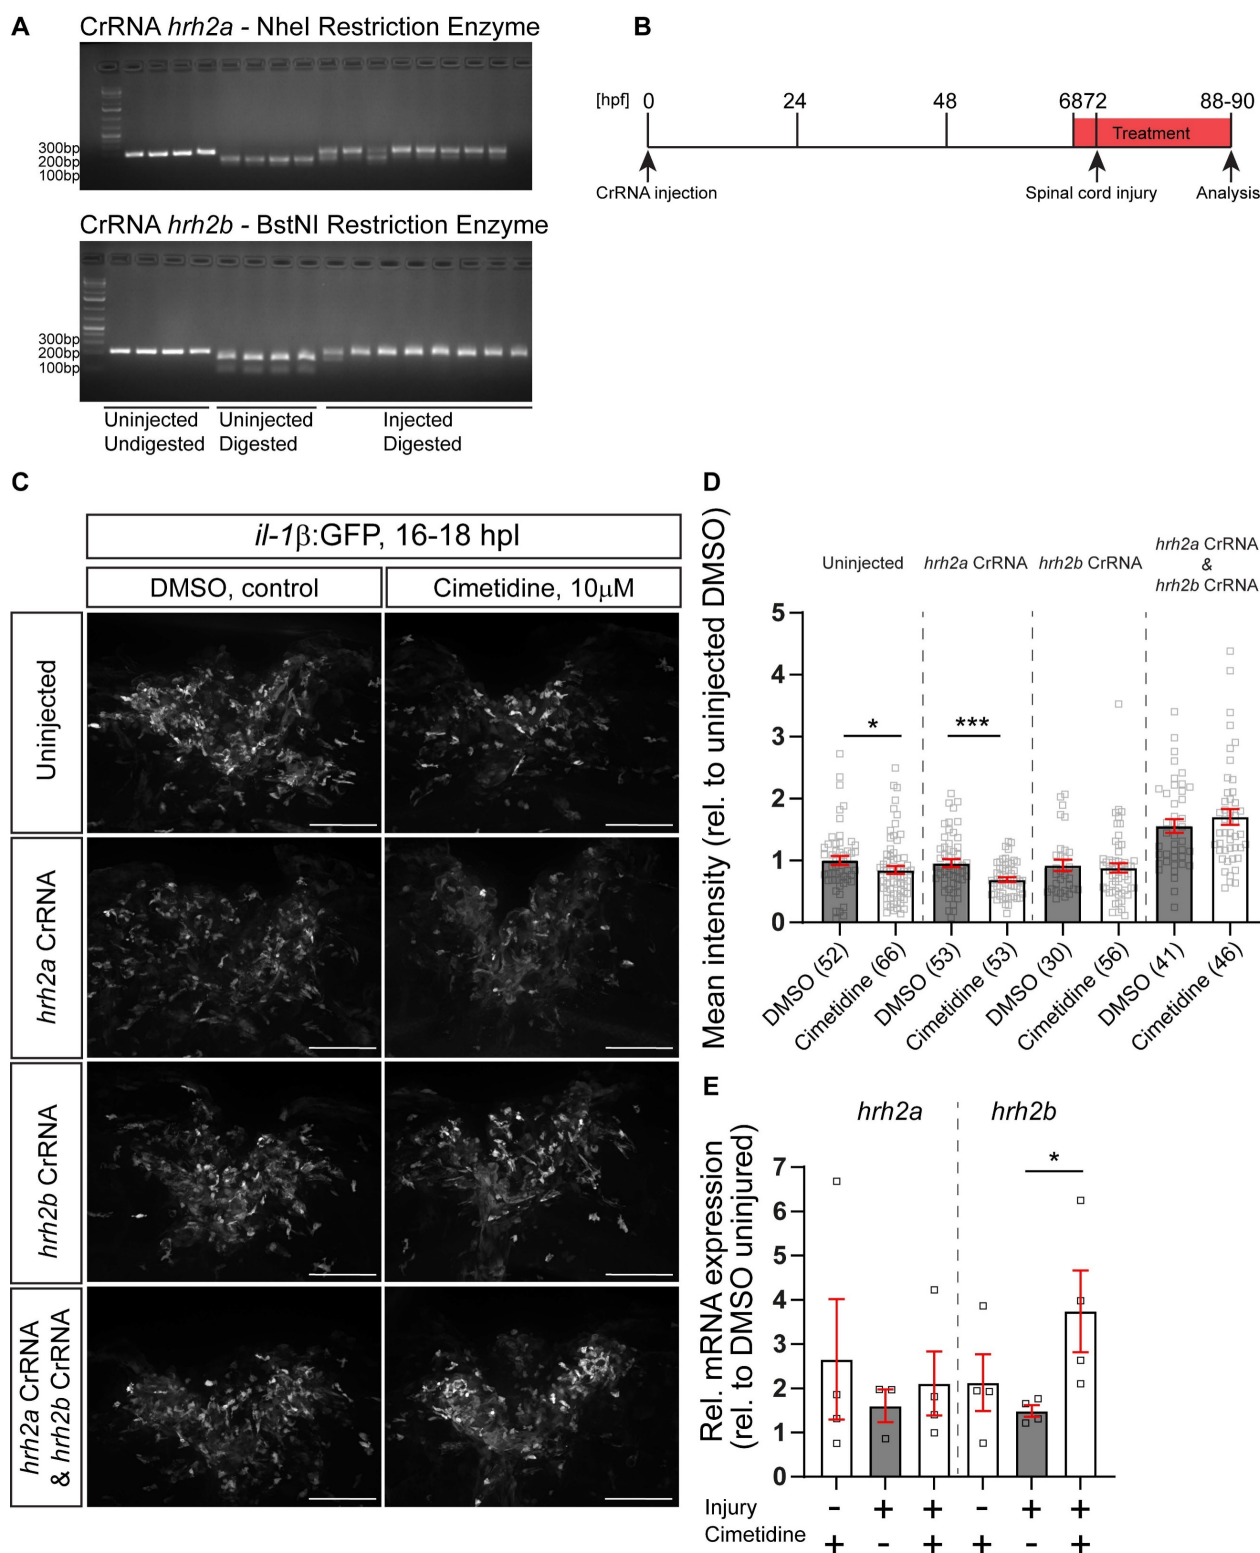 A
CrRNA hrh2a - NheI Restriction Enzyme
300bp
200bp
100bp
CrRNA hrh2b - BstNI Restriction Enzyme
300bp
200bp
100bp
Uninjected
Undigested
Uninjected
Digested
Injected
Digested
B
[hpf] 0 24 48 6872 88-90
Treatment
CrRNA injection Spinal cord injury Analysis
C
il-1β:GFP, 16-18 hpl
DMSO, control
Cimetidine, 10μM
Uninjected
hrh2a CrRNA
hrh2b CrRNA
hrh2a CrRNA
& hrh2b CrRNA
D
Mean intensity (rel. to uninjected DMSO)
Uninjected
hrh2a CrRNA
hrh2b CrRNA
hrh2a CrRNA
&
hrh2b CrRNA
5
4
3
2
1
0
*
***
DMSO (52)
Cimetidine (66)
DMSO (53)
Cimetidine (53)
DMSO (30)
Cimetidine (56)
DMSO (41)
Cimetidine (46)
E
hrh2a
hrh2b
Rel. mRNA expression
(rel. to DMSO uninjured)
7
6
5
4
3
2
1
0
*
Injury - + + - + +
Cimetidine + - + + - +